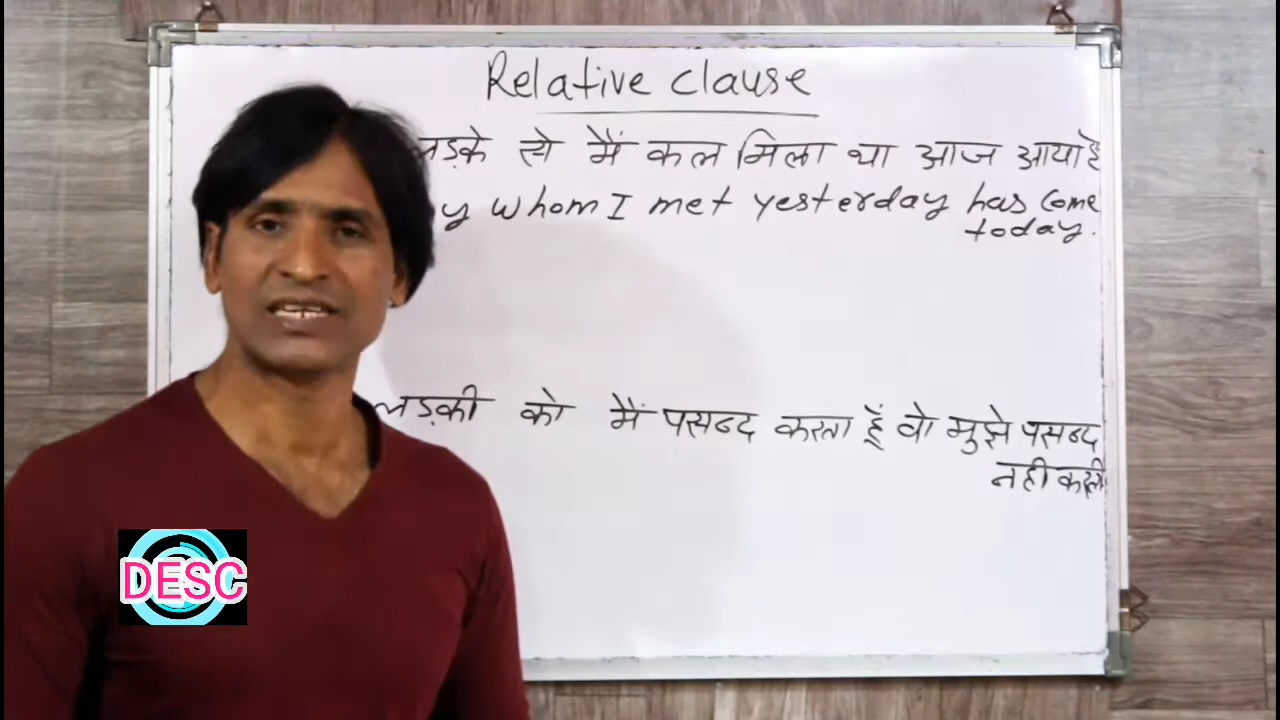 Relative clause
लड़के से मैं कल मिला था आज आया है
y whom I met yesterday has come
today.
लड़की को मैं पसन्द करता हूँ वो मुझे पसन्द
नही करती
DESC